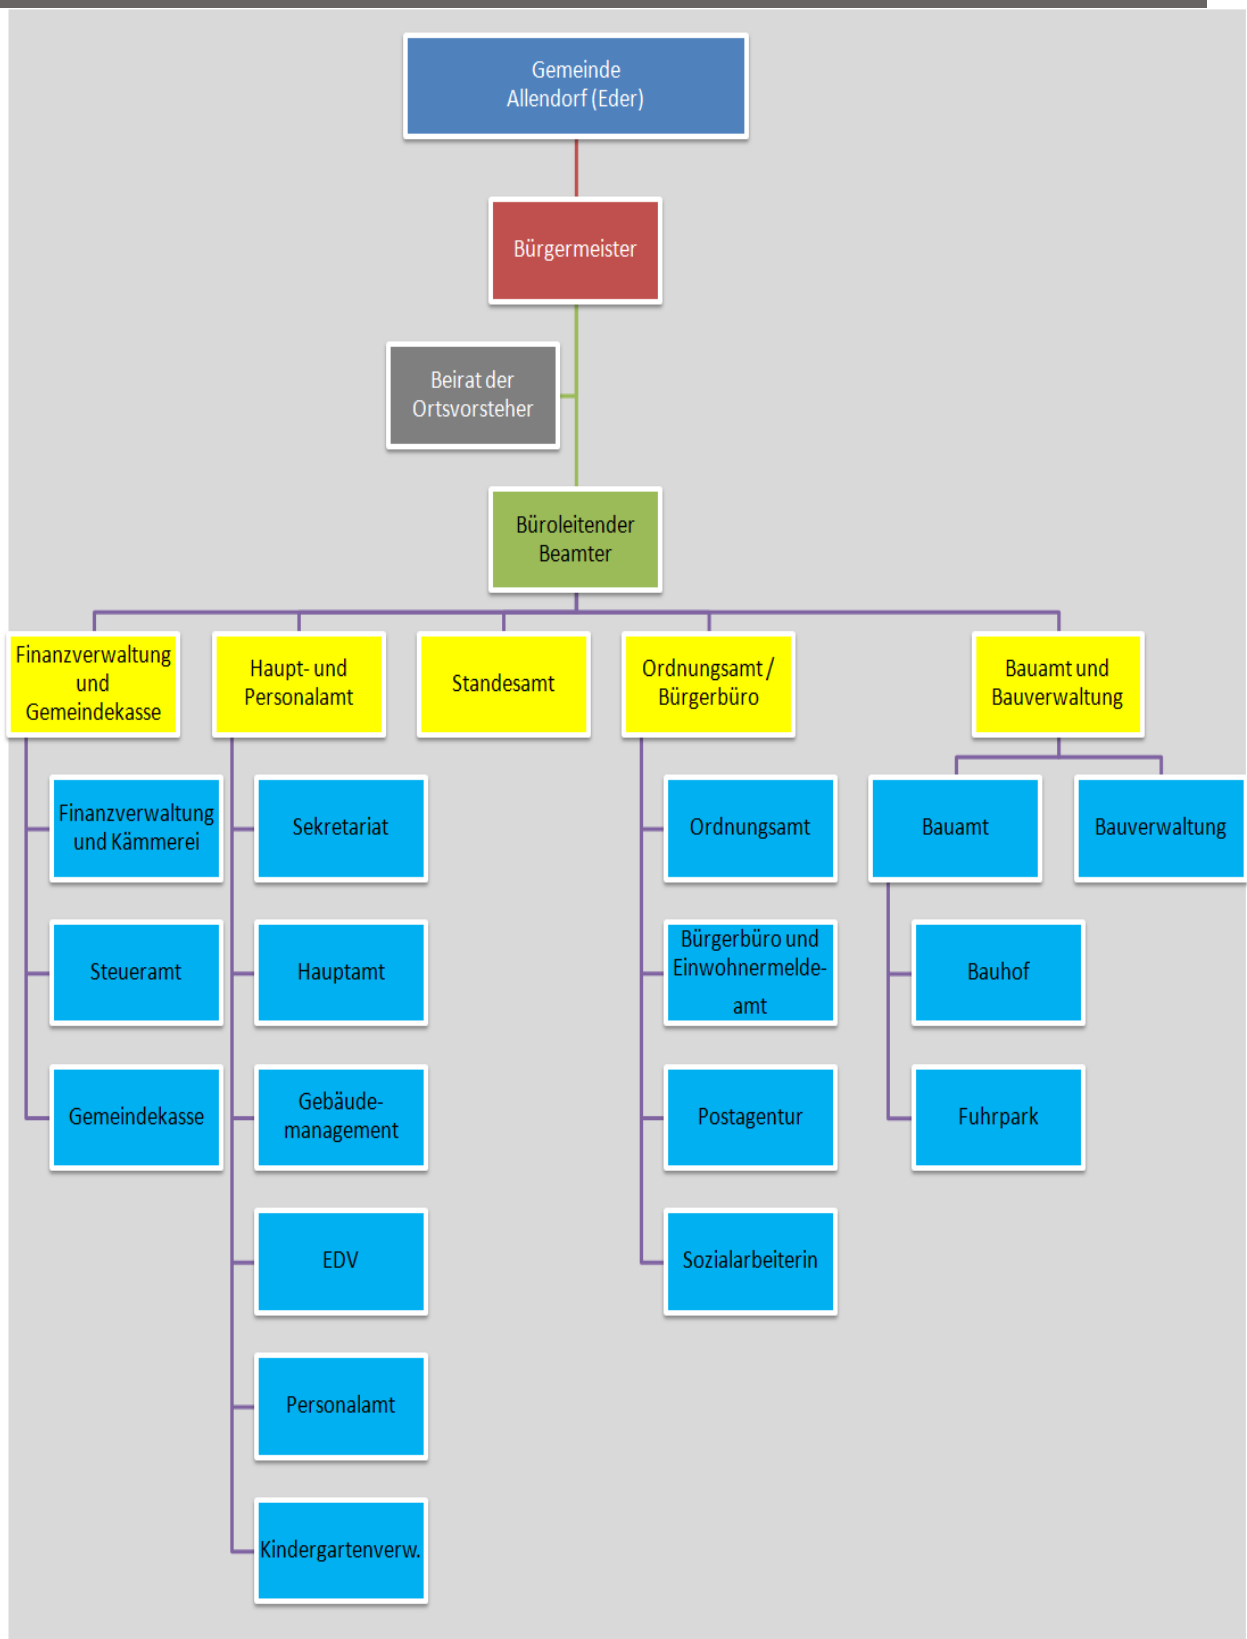 Gemeinde
Allendorf (Eder)
Bürgermeister
Beirat der
Ortsvorsteher
Büroleitender
Beamter
Finanzverwaltung
und
Gemeindekasse
Haupt- und
Personalamt
Standesamt
Ordnungsamt /
Bürgerbüro
Bauamt und
Bauverwaltung
Finanzverwaltung
und Kämmerei
Steueramt
Gemeindekasse
Sekretariat
Hauptamt
Gebäude-
management
EDV
Personalamt
Kindergartenverw.
Ordnungsamt
Bürgerbüro und
Einwohnermelde-
amt
Postagentur
Sozialarbeiterin
Bauamt
Bauhof
Fuhrpark
Bauverwaltung